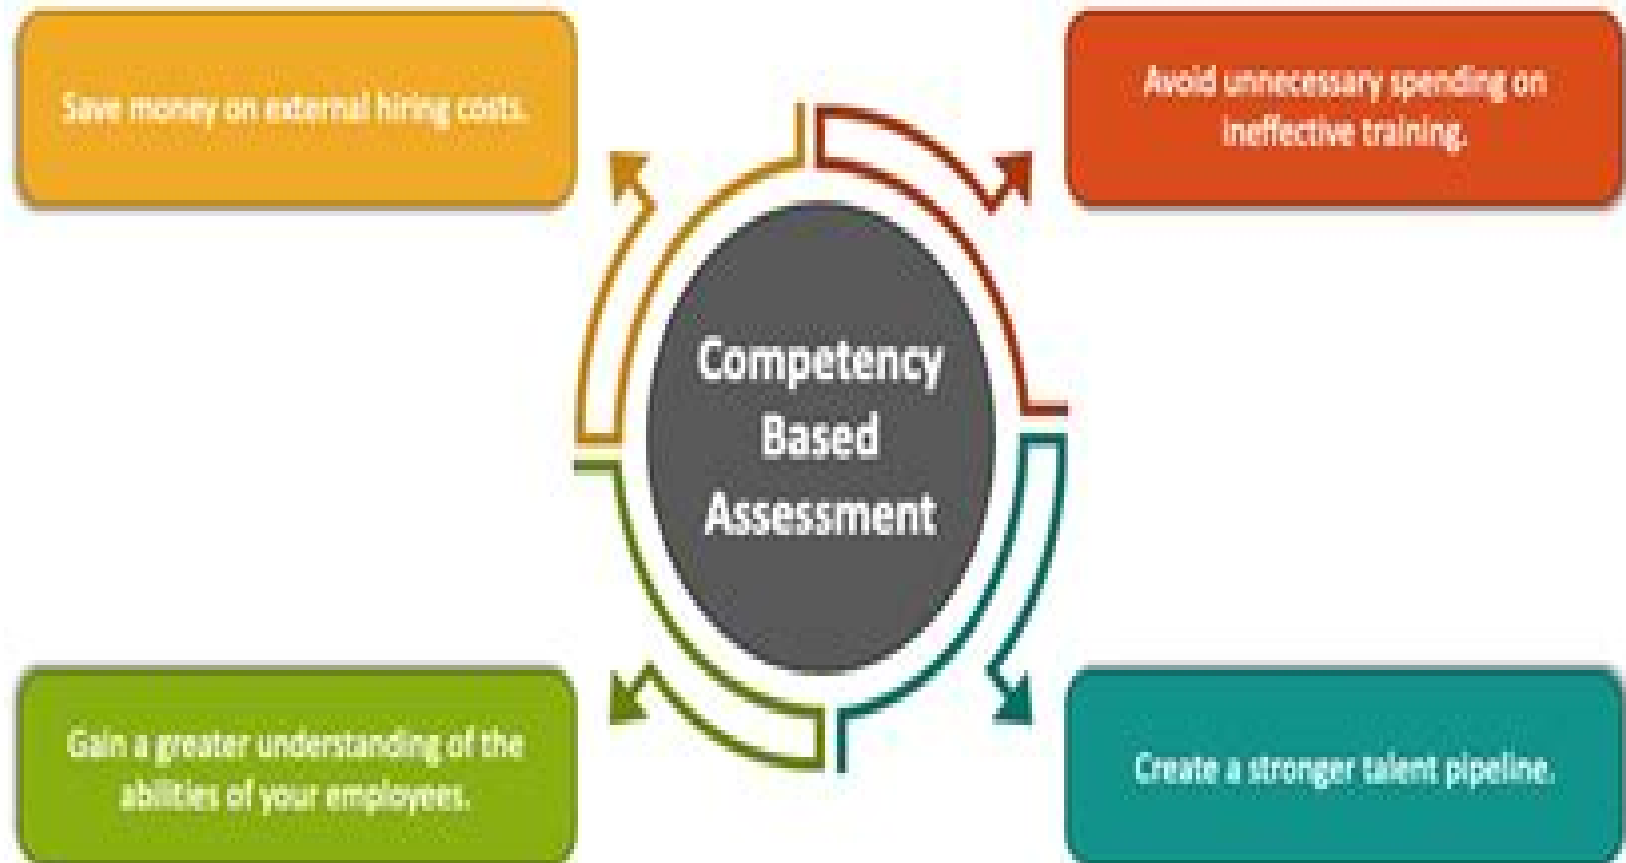 Save money on external hiring costs.
Avoid unnecessary spending on
ineffective training.
Competency
Based
Assessment
Gain a greater understanding of the
abilities of your employees.
Create a stronger talent pipeline.